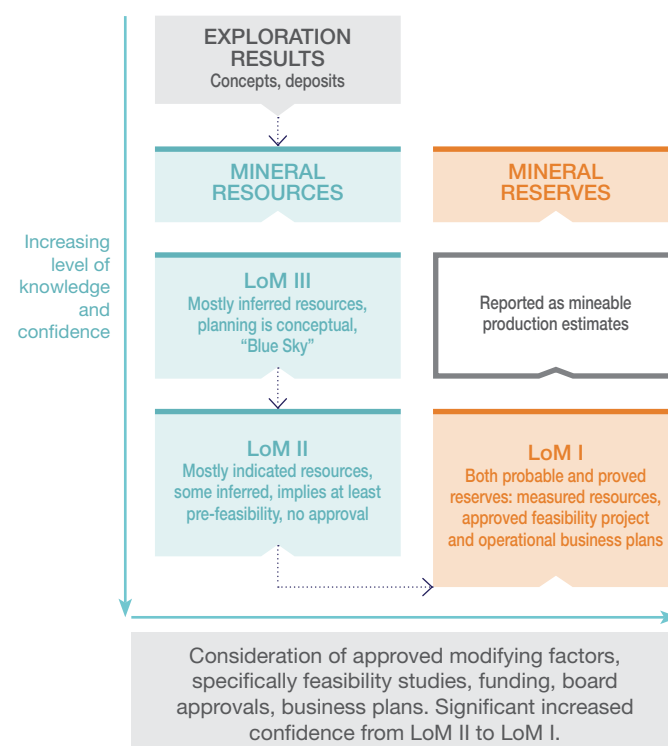 EXPLORATION
RESULTS
Concepts, deposits
MINERAL
RESOURCES
MINERAL
RESERVES
Increasing
level of
knowledge
and
confidence
LoM III
Mostly inferred resources,
planning is conceptual,
“Blue Sky”
Reported as mineable
production estimates
LoM II
Mostly indicated resources,
some inferred, implies at least
pre-feasibility, no approval
LoM I
Both probable and proved
reserves: measured resources,
approved feasibility project
and operational business plans
Consideration of approved modifying factors,
specifically feasibility studies, funding, board
approvals, business plans. Significant increased
confidence from LoM II to LoM I.